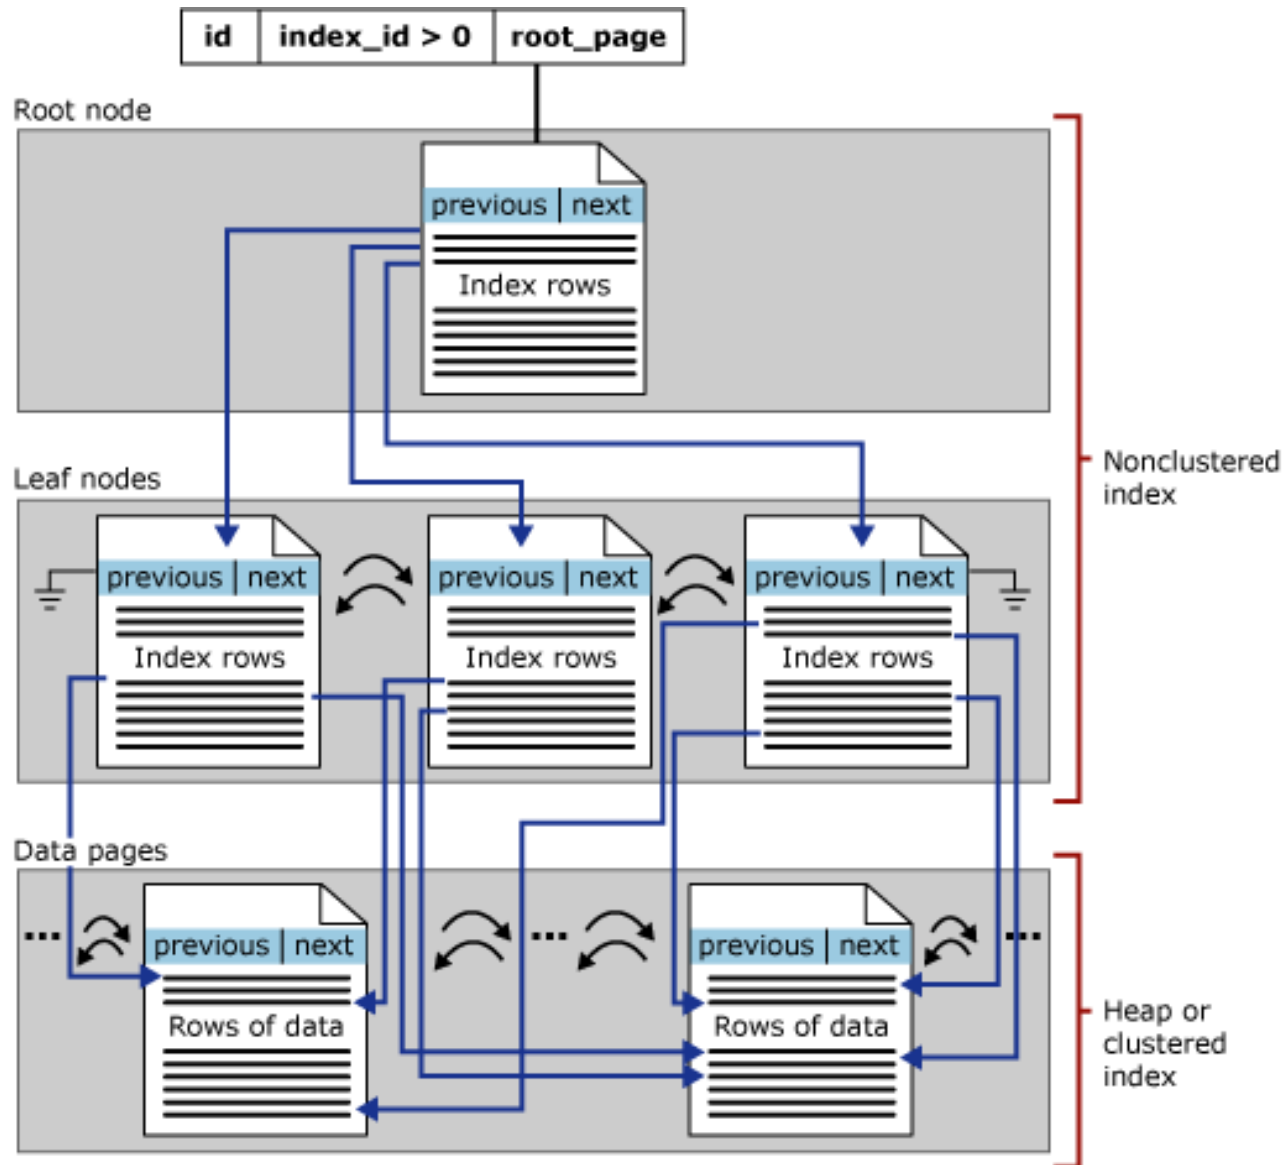 id index_id > 0 root_page
Root node
previous next
Index rows
Nonclustered
index
Leaf nodes
previous next previous next previous next
Index rows Index rows Index rows
Data pages
... ... ...
previous next previous next
Rows of data Rows of data
Heap or
clustered
index